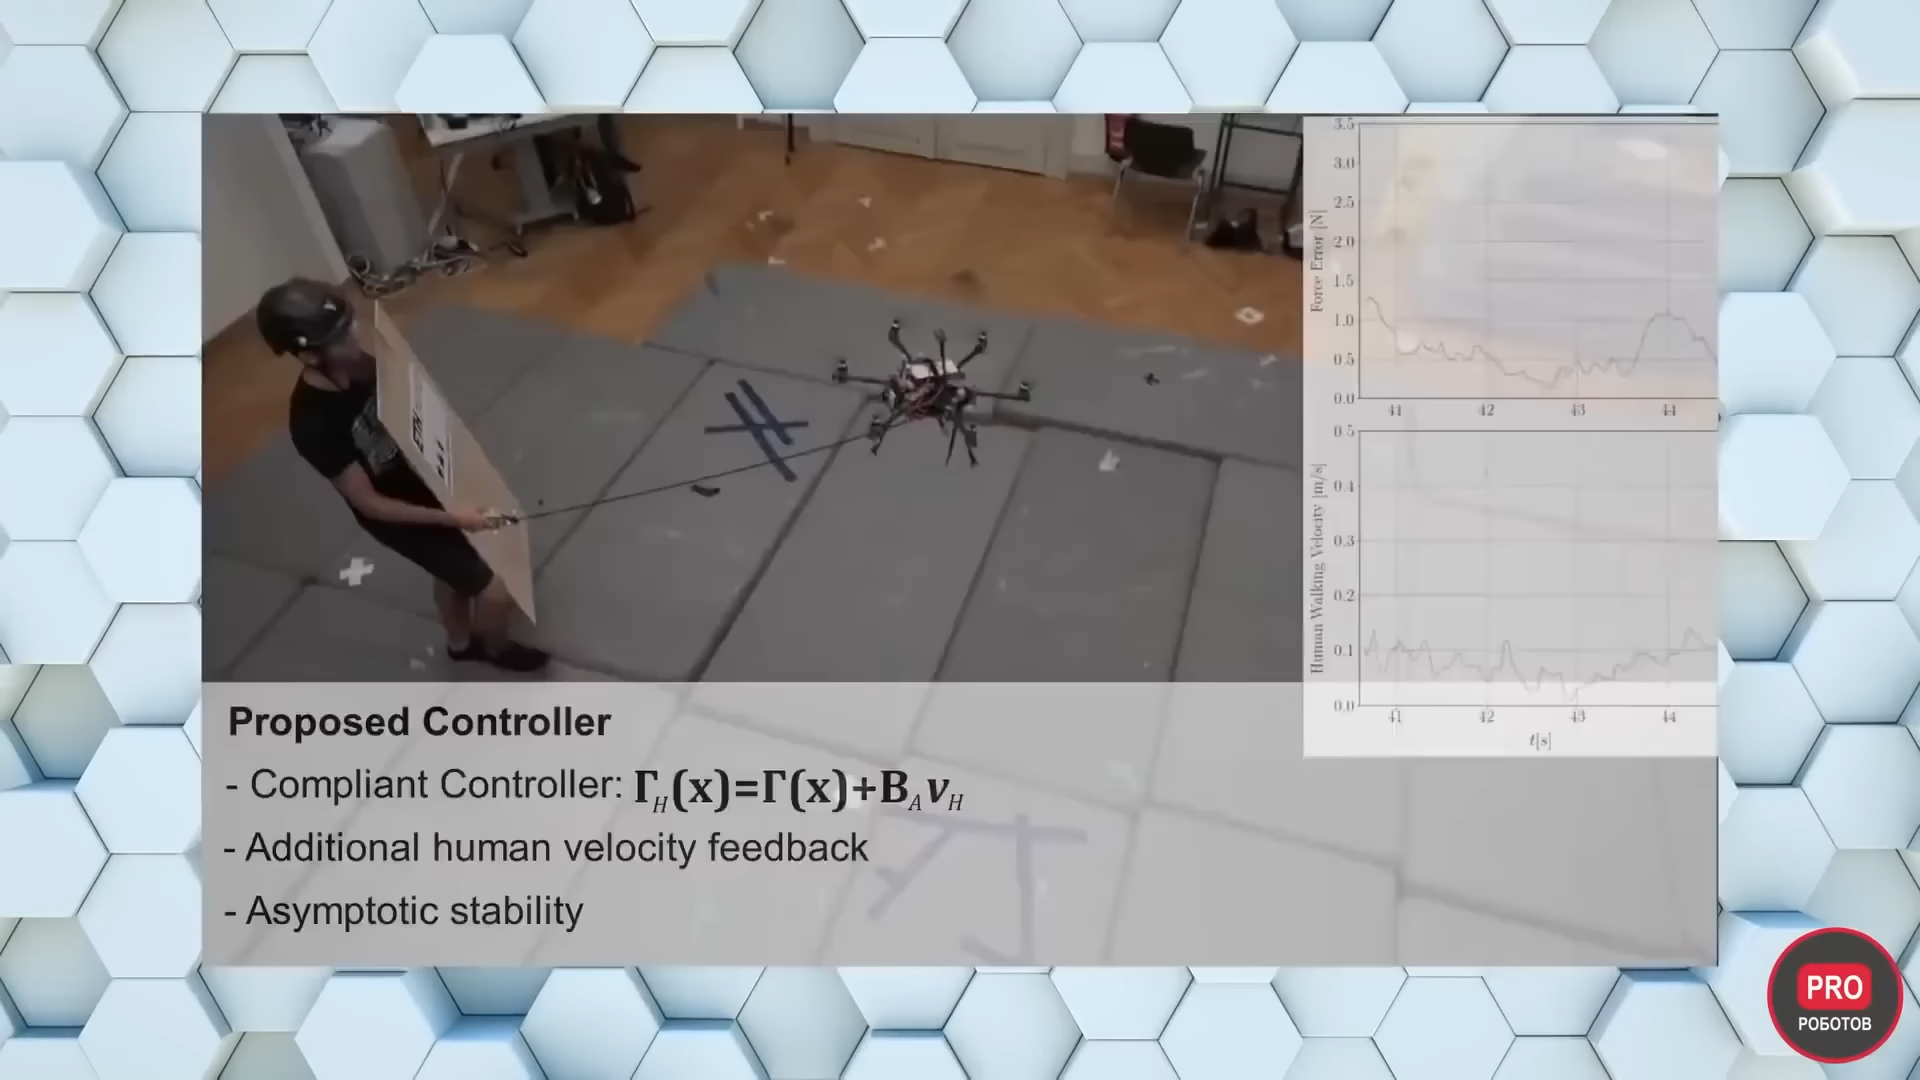 3.5
3.0
2.5
2.0
1.5
1.0
0.5
0.0
Force Error [N]
41 42 43 44
0.5
0.4
0.3
0.2
0.1
0.0
Human Walking Velocity [m/s]
41 42 43 44
t[s]
Proposed Controller
- Compliant Controller: Γ_H(x)=Γ(x)+B_A v_H
- Additional human velocity feedback
- Asymptotic stability
PRO
РОБОТОВ